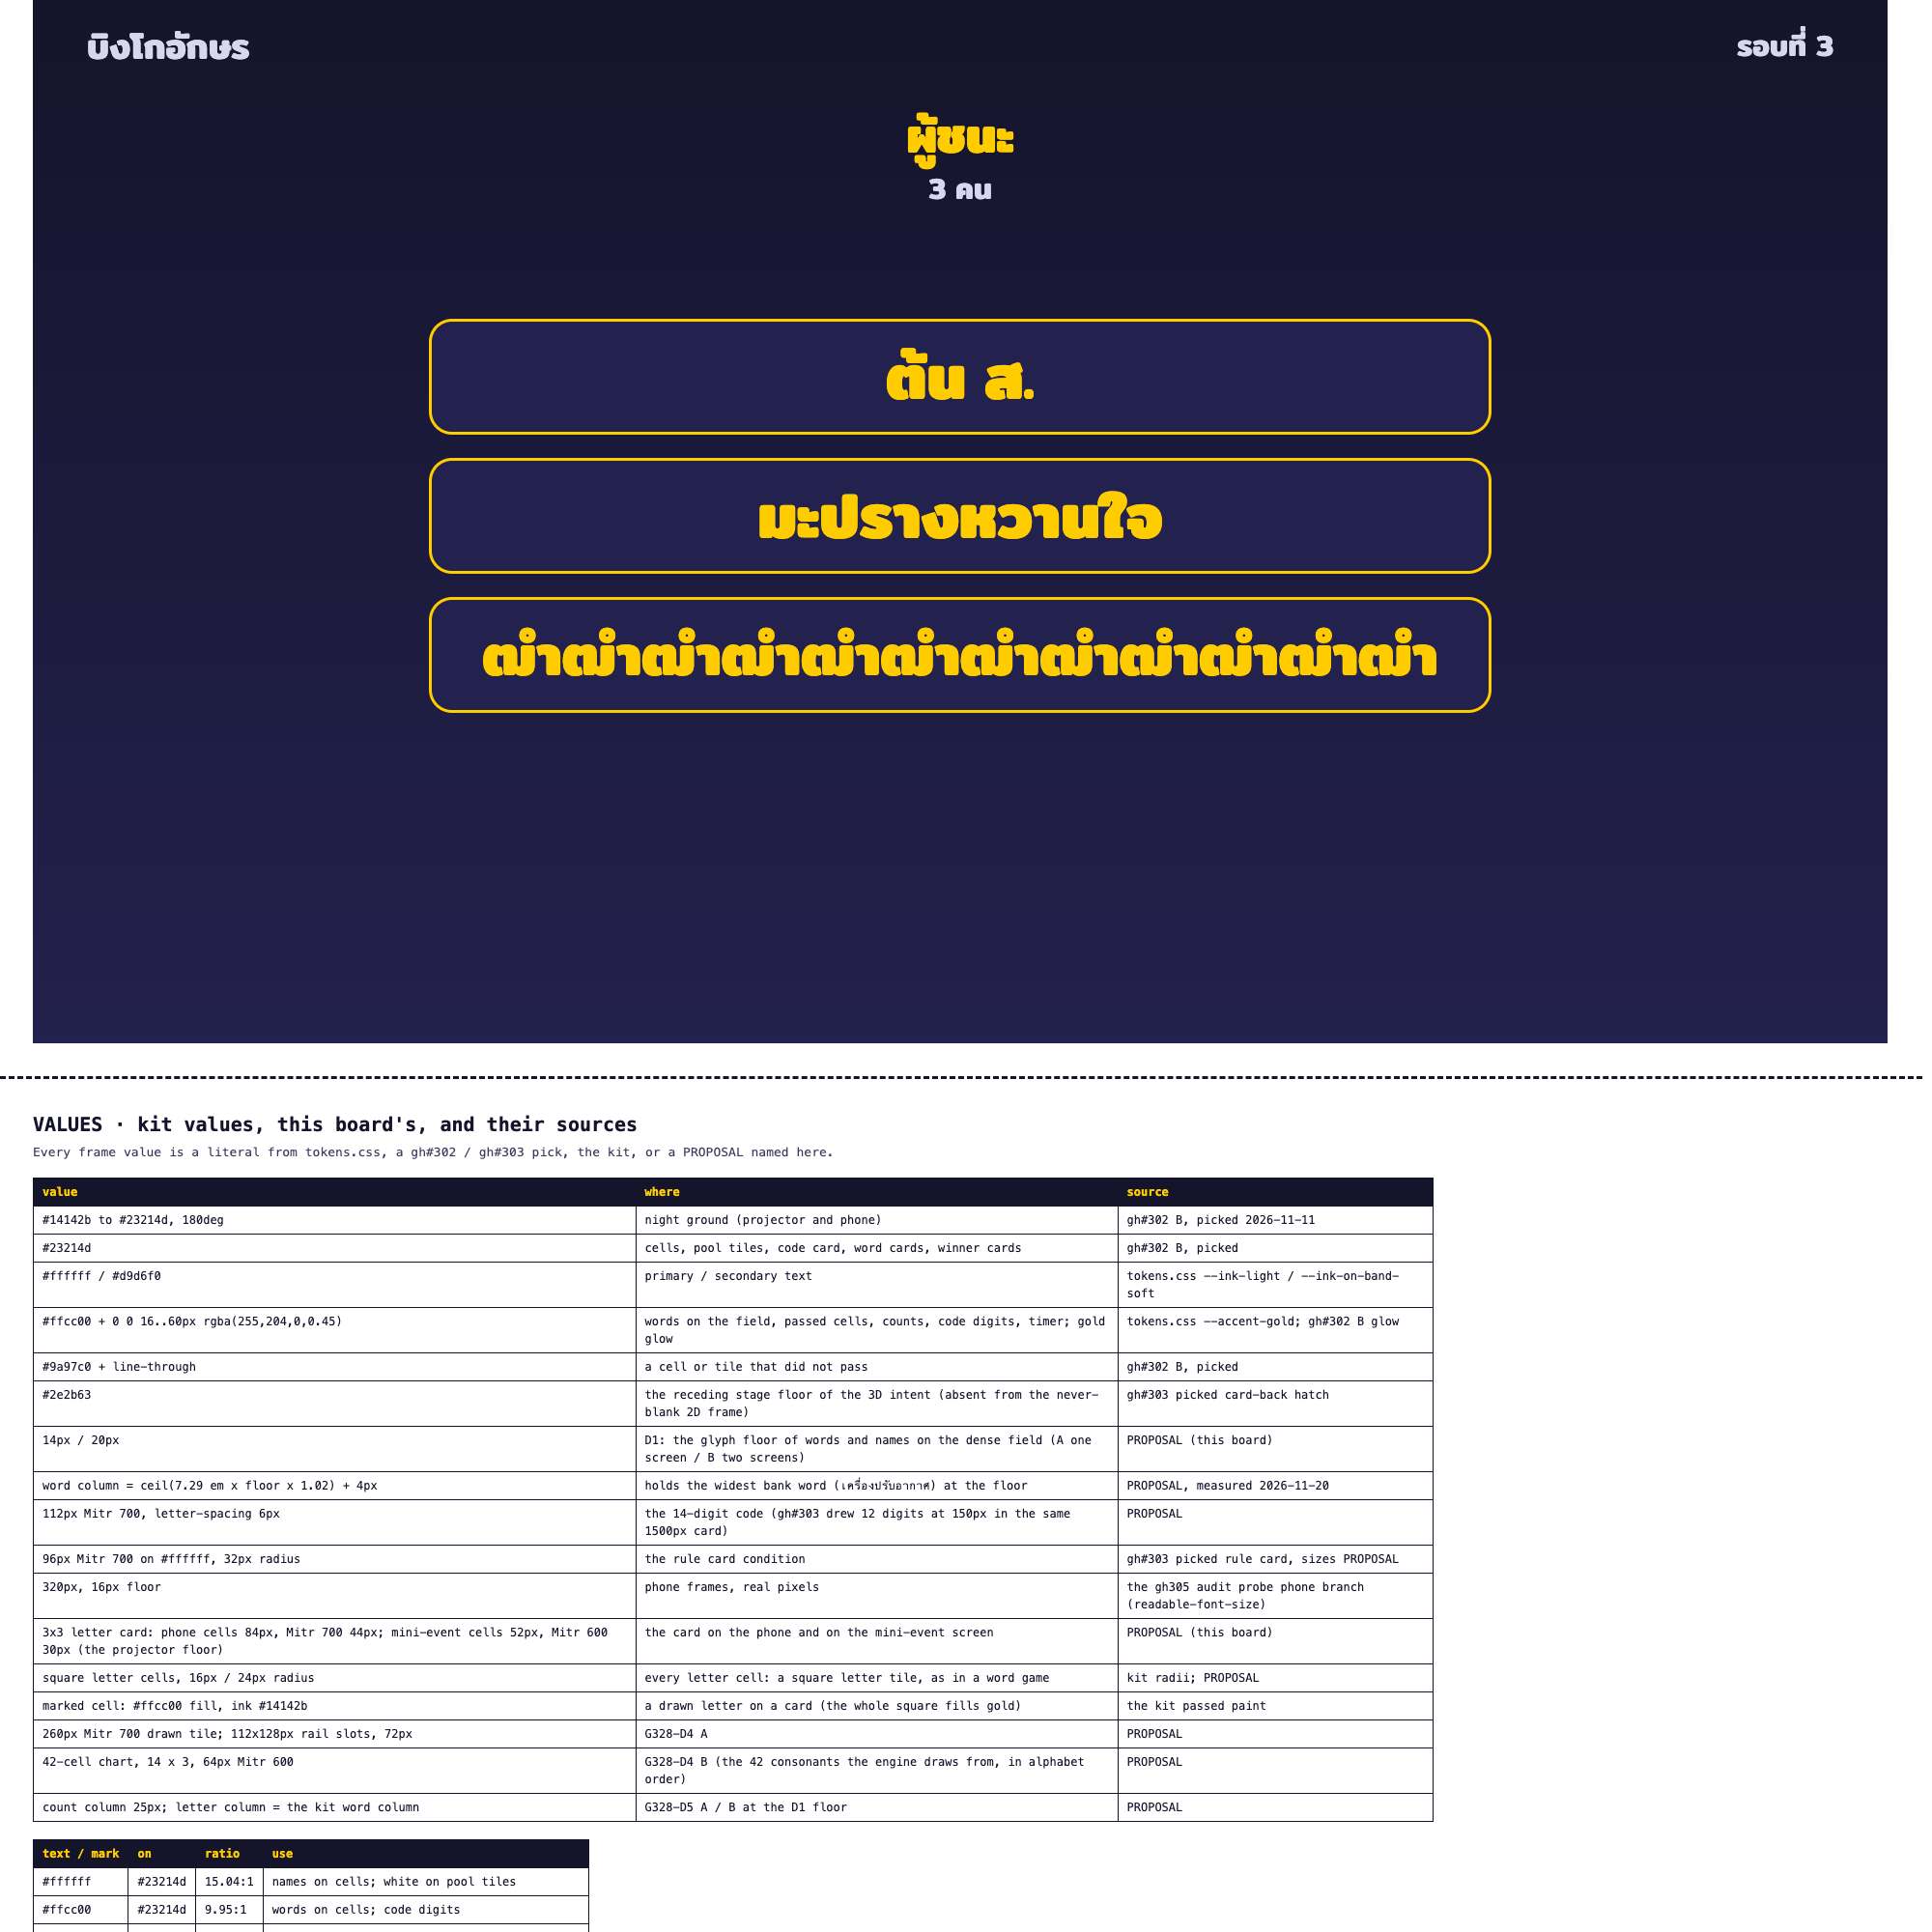 บิงโกอักษร
รอบที่ 3
ผู้ชนะ
3 คน
ต้น ส.
มะปรางหวานใจ
ฒำฒำฒำฒำฒำฒำฒำฒำฒำฒำฒำฒำ
VALUES · kit values, this board's, and their sources
Every frame value is a literal from tokens.css, a gh#302 / gh#303 pick, the kit, or a PROPOSAL named here.
value where source
#14142b to #23214d, 180deg night ground (projector and phone) gh#302 B, picked 2026-11-11
#23214d cells, pool tiles, code card, word cards, winner cards gh#302 B, picked
#ffffff / #d9d6f0 primary / secondary text tokens.css --ink-light / --ink-on-band-
soft
#ffcc00 + 0 0 16..60px rgba(255,204,0,0.45) words on the field, passed cells, counts, code digits, timer; gold tokens.css --accent-gold; gh#302 B glow
glow
#9a97c0 + line-through a cell or tile that did not pass gh#302 B, picked
#2e2b63 the receding stage floor of the 3D intent (absent from the never- gh#303 picked card-back hatch
blank 2D frame)
14px / 20px D1: the glyph floor of words and names on the dense field (A one PROPOSAL (this board)
screen / B two screens)
word column = ceil(7.29 em x floor x 1.02) + 4px holds the widest bank word (เครื่องปรับอากาศ) at the floor PROPOSAL, measured 2026-11-20
112px Mitr 700, letter-spacing 6px the 14-digit code (gh#303 drew 12 digits at 150px in the same PROPOSAL
1500px card)
96px Mitr 700 on #ffffff, 32px radius the rule card condition gh#303 picked rule card, sizes PROPOSAL
320px, 16px floor phone frames, real pixels the gh305 audit probe phone branch
(readable-font-size)
3x3 letter card: phone cells 84px, Mitr 700 44px; mini-event cells 52px, Mitr 600 the card on the phone and on the mini-event screen PROPOSAL (this board)
30px (the projector floor)
square letter cells, 16px / 24px radius every letter cell: a square letter tile, as in a word game kit radii; PROPOSAL
marked cell: #ffcc00 fill, ink #14142b a drawn letter on a card (the whole square fills gold) the kit passed paint
260px Mitr 700 drawn tile; 112x128px rail slots, 72px G328-D4 A PROPOSAL
42-cell chart, 14 x 3, 64px Mitr 600 G328-D4 B (the 42 consonants the engine draws from, in alphabet PROPOSAL
order)
count column 25px; letter column = the kit word column G328-D5 A / B at the D1 floor PROPOSAL
text / mark on ratio use
#ffffff #23214d 15.04:1 names on cells; white on pool tiles
#ffcc00 #23214d 9.95:1 words on cells; code digits